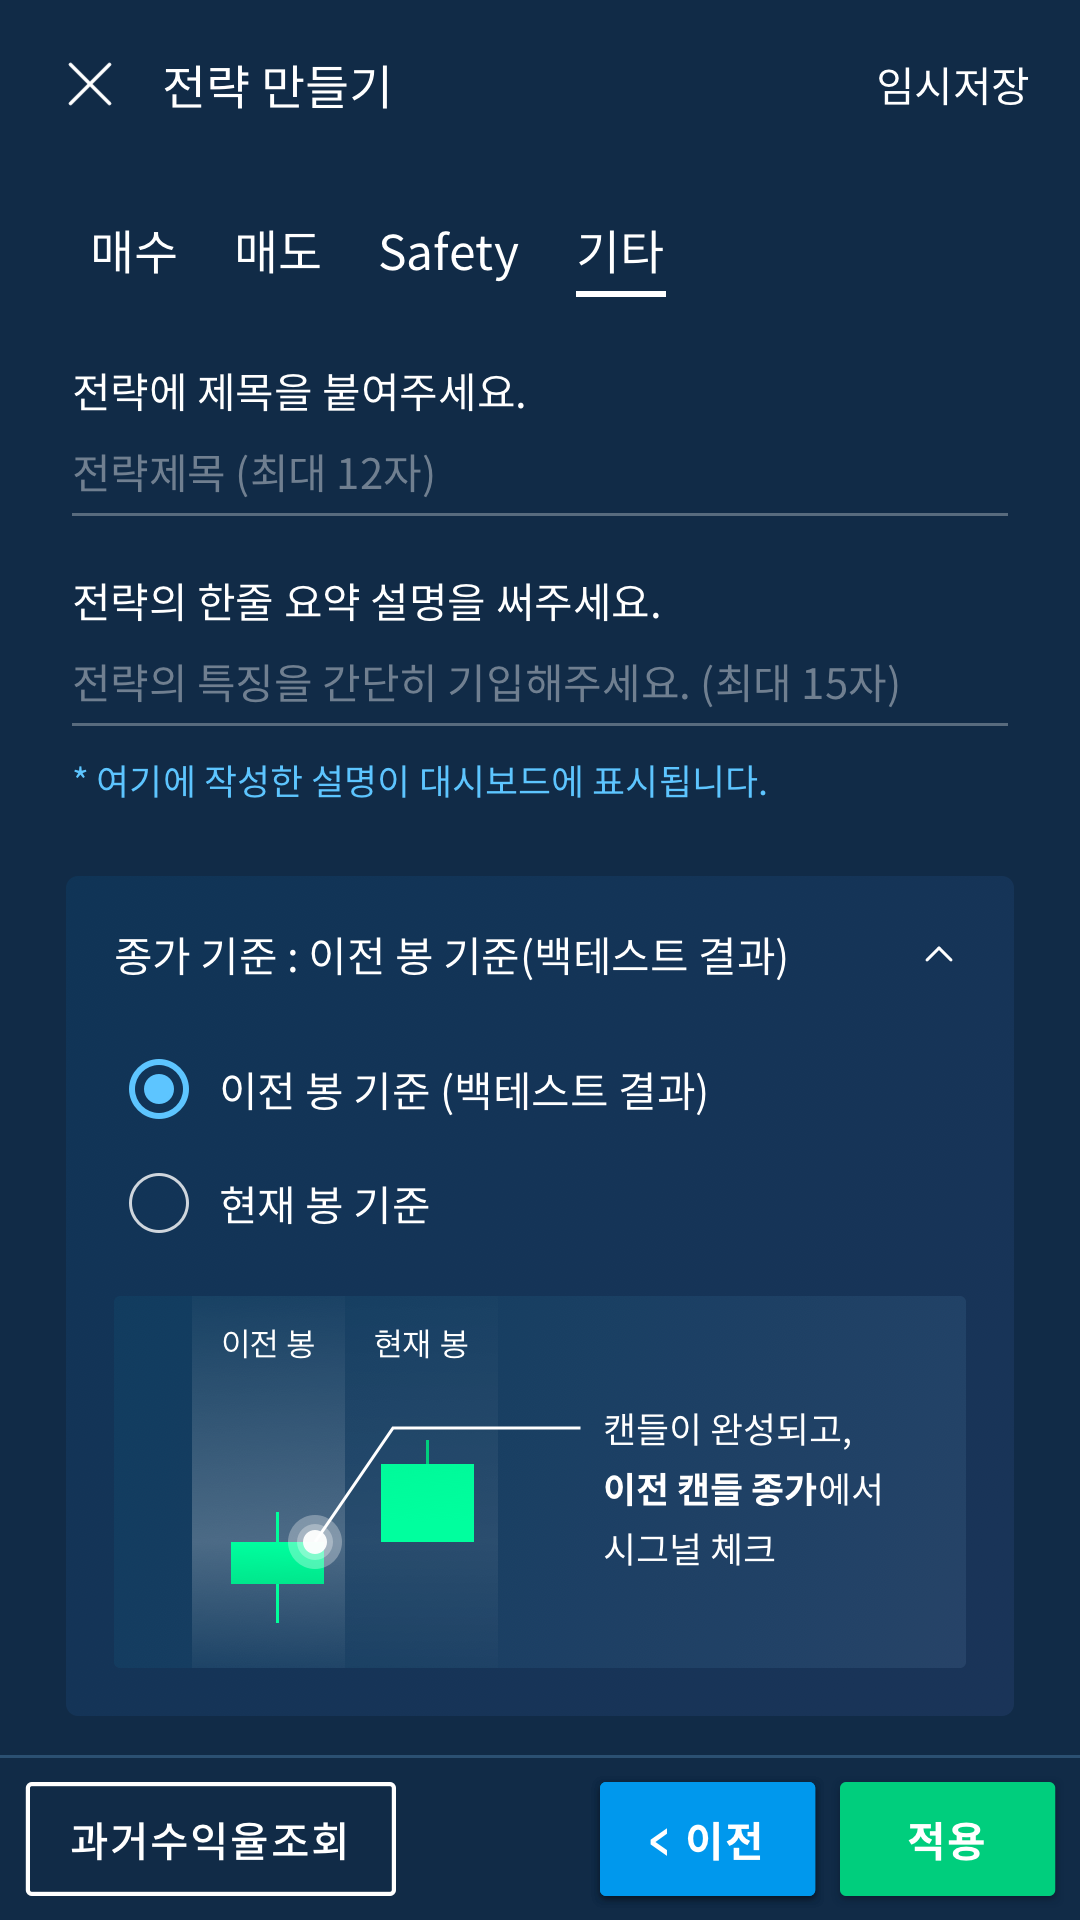 전략 만들기
임시저장
매수 매도 Safety 기타
전략에 제목을 붙여주세요.
전략제목 (최대 12자)
전략의 한줄 요약 설명을 써주세요.
전략의 특징을 간단히 기입해주세요. (최대 15자)
* 여기에 작성한 설명이 대시보드에 표시됩니다.
종가 기준 : 이전 봉 기준(백테스트 결과)
이전 봉 기준 (백테스트 결과)
현재 봉 기준
이전 봉 현재 봉
캔들이 완성되고,
이전 캔들 종가에서
시그널 체크
과거수익율조회
< 이전
적용